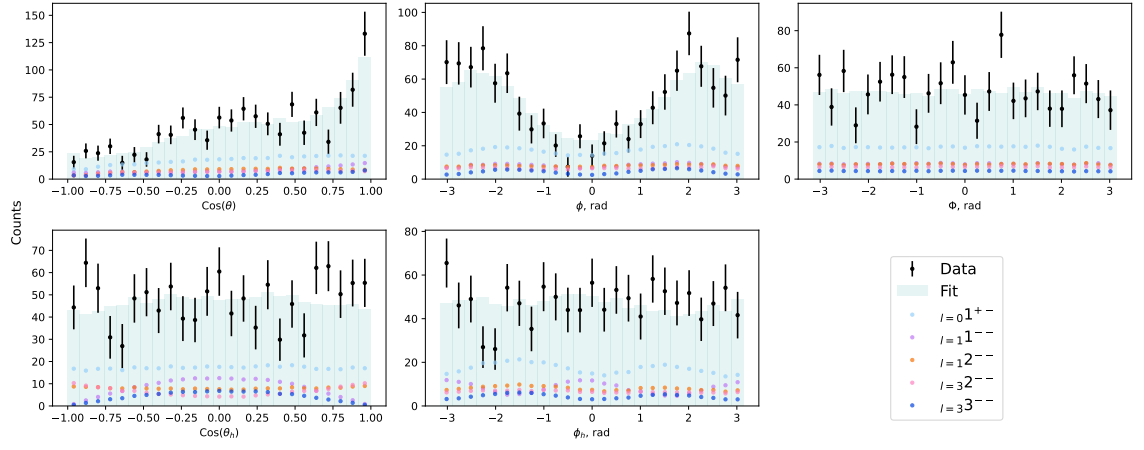 150
125
100
75
50
25
0
−1.00 −0.75 −0.50 −0.25 0.00 0.25 0.50 0.75 1.00
Cos(θ)
100
80
60
40
20
0
−3 −2 −1 0 1 2 3
ϕ, rad
80
60
40
20
0
−3 −2 −1 0 1 2 3
Φ, rad
Counts
70
60
50
40
30
20
10
0
−1.00 −0.75 −0.50 −0.25 0.00 0.25 0.50 0.75 1.00
Cos(θₕ)
80
60
40
20
0
−3 −2 −1 0 1 2 3
ϕₕ, rad
Data
Fit
l=0 1⁺⁻
l=1 1⁻⁻
l=1 2⁻⁻
l=3 2⁻⁻
l=3 3⁻⁻